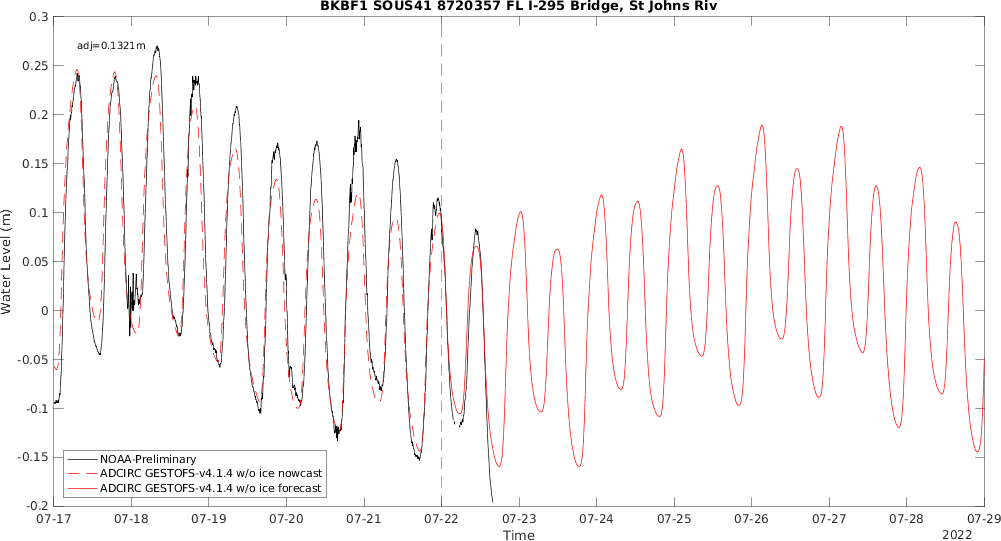 BKBF1 SOUS41 8720357 FL I-295 Bridge, St Johns Riv
0.3
adj=0.1321m
0.25
0.2
0.15
0.1
0.05
0
-0.05
-0.1
-0.15
-0.2
Water Level (m)
NOAA-Preliminary
ADCIRC GESTOFS-v4.1.4 w/o ice nowcast
ADCIRC GESTOFS-v4.1.4 w/o ice forecast
07-17 07-18 07-19 07-20 07-21 07-22 07-23 07-24 07-25 07-26 07-27 07-28 07-29
Time
2022